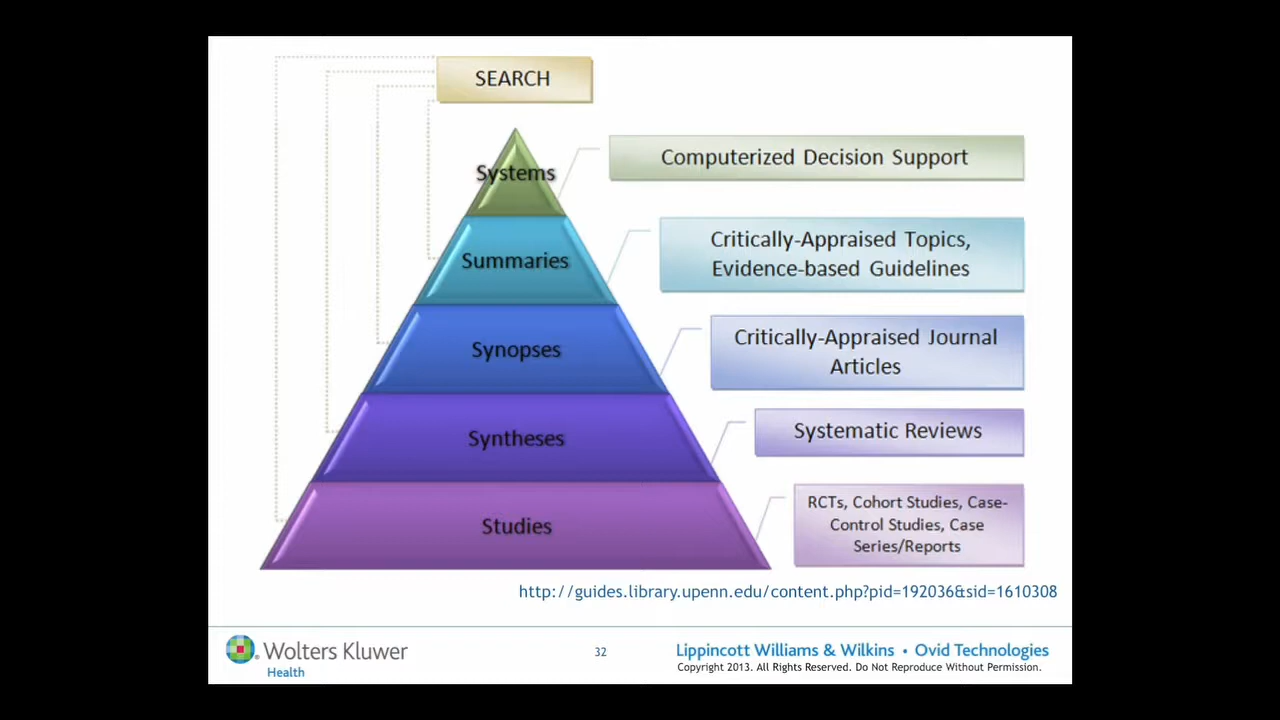 SEARCH
Systems
Computerized Decision Support
Summaries
Critically-Appraised Topics,
Evidence-based Guidelines
Synopses
Critically-Appraised Journal
Articles
Syntheses
Systematic Reviews
Studies
RCTs, Cohort Studies, Case-
Control Studies, Case
Series/Reports
http://guides.library.upenn.edu/content.php?pid=192036&sid=1610308
Wolters Kluwer
Health
32
Lippincott Williams & Wilkins • Ovid Technologies
Copyright 2013. All Rights Reserved. Do Not Reproduce Without Permission.